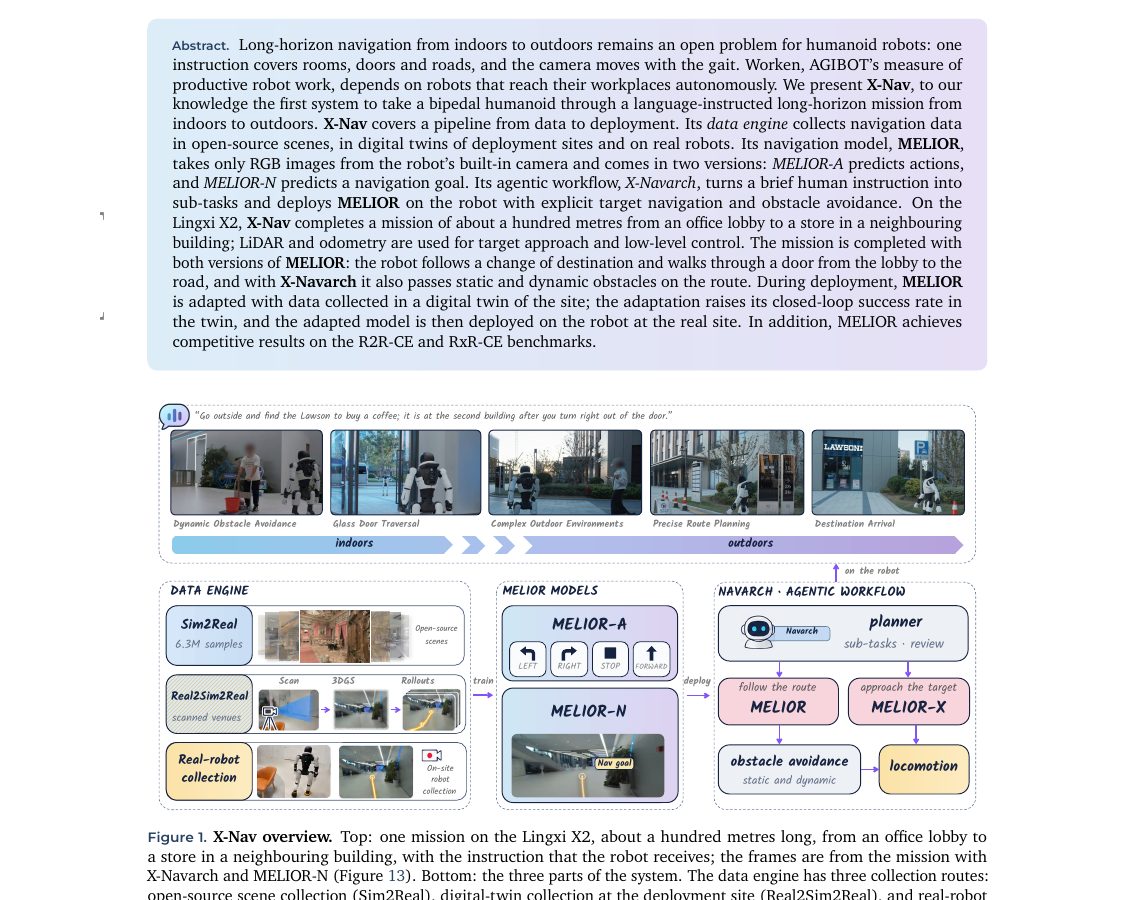 Abstract. Long-horizon navigation from indoors to outdoors remains an open problem for humanoid robots: one
instruction covers rooms, doors and roads, and the camera moves with the gait. Worken, AGIBOT's measure of
productive robot work, depends on robots that reach their workplaces autonomously. We present X-Nav, to our
knowledge the first system to take a bipedal humanoid through a language-instructed long-horizon mission from
indoors to outdoors. X-Nav covers a pipeline from data to deployment. Its data engine collects navigation data
in open-source scenes, in digital twins of deployment sites and on real robots. Its navigation model, MELIOR,
takes only RGB images from the robot's built-in camera and comes in two versions: MELIOR-A predicts actions,
and MELIOR-N predicts a navigation goal. Its agentic workflow, X-Navarch, turns a brief human instruction into
sub-tasks and deploys MELIOR on the robot with explicit target navigation and obstacle avoidance. On the
Lingxi X2, X-Nav completes a mission of about a hundred metres from an office lobby to a store in a neighbouring
building; LiDAR and odometry are used for target approach and low-level control. The mission is completed with
both versions of MELIOR: the robot follows a change of destination and walks through a door from the lobby to the
road, and with X-Navarch it also passes static and dynamic obstacles on the route. During deployment, MELIOR
is adapted with data collected in a digital twin of the site; the adaptation raises its closed-loop success rate in
the twin, and the adapted model is then deployed on the robot at the real site. In addition, MELIOR achieves
competitive results on the R2R-CE and RxR-CE benchmarks.
"Go outside and find the Lawson to buy a coffee; it is at the second building after you turn right out of the door."
LAWSON
P
Dynamic Obstacle Avoidance
Glass Door Traversal
Complex Outdoor Environments
Precise Route Planning
Destination Arrival
indoors
outdoors
on the robot
DATA ENGINE
Sim2Real
6.3M samples
Open-source
scenes
Real2Sim2Real
scanned venues
Scan
3DGS
Rollouts
Real-robot
collection
On-site
robot
collection
train
MELIOR MODELS
MELIOR-A
LEFT
RIGHT
STOP
FORWARD
MELIOR-N
Nav goal
deploy
NAVARCH · AGENTIC WORKFLOW
Navarch
planner
sub-tasks · review
follow the route
MELIOR
approach the target
MELIOR-X
obstacle avoidance
static and dynamic
locomotion
Figure 1. X-Nav overview. Top: one mission on the Lingxi X2, about a hundred metres long, from an office lobby to
a store in a neighbouring building, with the instruction that the robot receives; the frames are from the mission with
X-Navarch and MELIOR-N (Figure 13). Bottom: the three parts of the system. The data engine has three collection routes:
open-source scene collection (Sim2Real), digital-twin collection at the deployment site (Real2Sim2Real), and real-robot